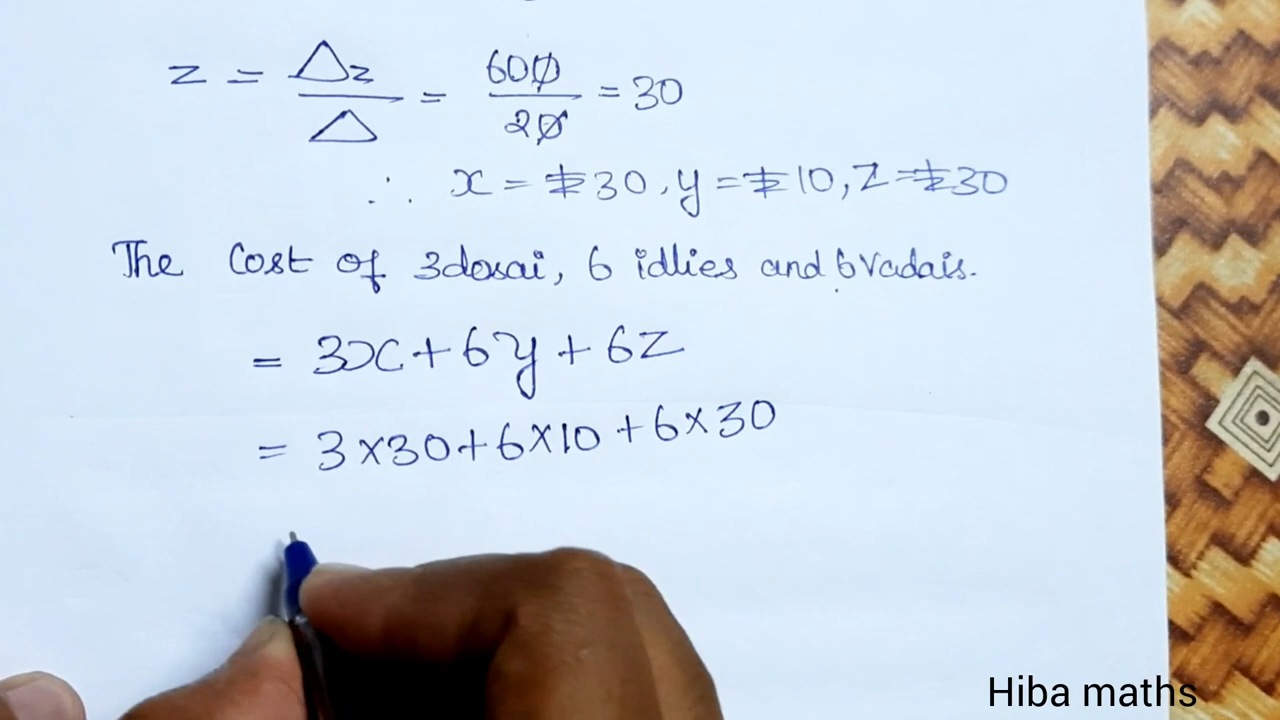 z = Δz/Δ = 600/20 = 30
∴ x = ₹30, y = ₹10, z = ₹30
The Cost of 3dosai, 6 idlies and 6vadais.
= 3x + 6y + 6z
= 3×30+6×10+6×30
Hiba maths